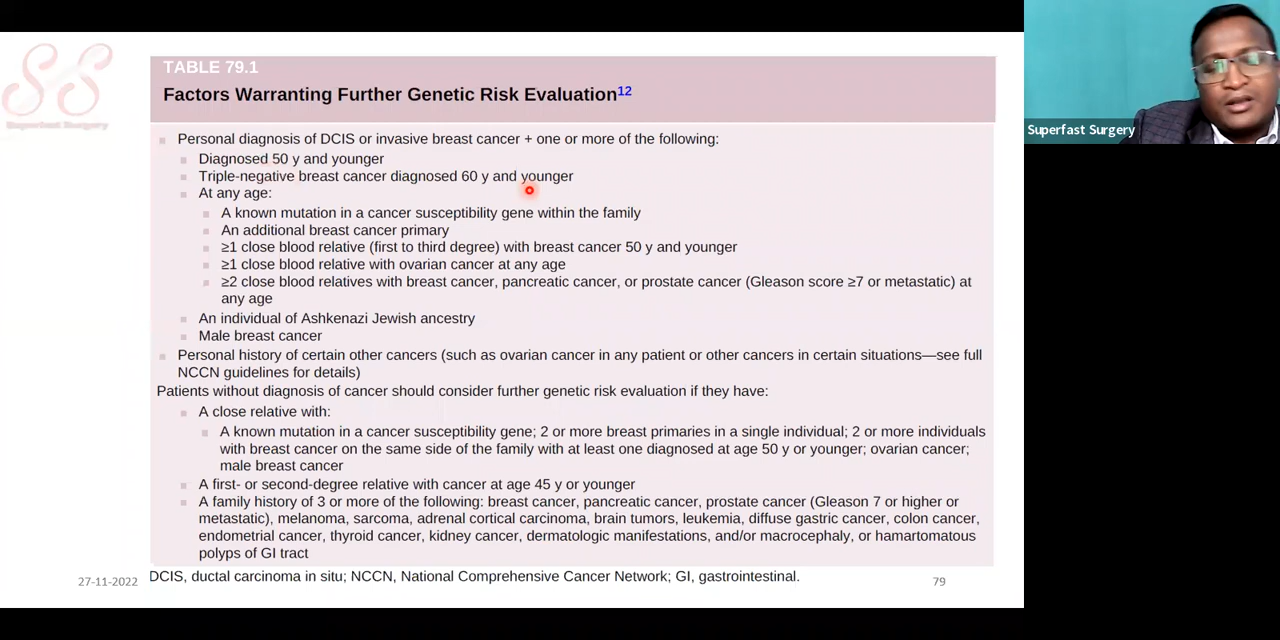 Superfast Surgery
TABLE 79.1
Factors Warranting Further Genetic Risk Evaluation12
Personal diagnosis of DCIS or invasive breast cancer + one or more of the following:
Diagnosed 50 y and younger
Triple-negative breast cancer diagnosed 60 y and younger
At any age:
A known mutation in a cancer susceptibility gene within the family
An additional breast cancer primary
≥1 close blood relative (first to third degree) with breast cancer 50 y and younger
≥1 close blood relative with ovarian cancer at any age
≥2 close blood relatives with breast cancer, pancreatic cancer, or prostate cancer (Gleason score ≥7 or metastatic) at
any age
An individual of Ashkenazi Jewish ancestry
Male breast cancer
Personal history of certain other cancers (such as ovarian cancer in any patient or other cancers in certain situations—see full
NCCN guidelines for details)
Patients without diagnosis of cancer should consider further genetic risk evaluation if they have:
A close relative with:
A known mutation in a cancer susceptibility gene; 2 or more breast primaries in a single individual; 2 or more individuals
with breast cancer on the same side of the family with at least one diagnosed at age 50 y or younger; ovarian cancer;
male breast cancer
A first- or second-degree relative with cancer at age 45 y or younger
A family history of 3 or more of the following: breast cancer, pancreatic cancer, prostate cancer (Gleason 7 or higher or
metastatic), melanoma, sarcoma, adrenal cortical carcinoma, brain tumors, leukemia, diffuse gastric cancer, colon cancer,
endometrial cancer, thyroid cancer, kidney cancer, dermatologic manifestations, and/or macrocephaly, or hamartomatous
polyps of GI tract
DCIS, ductal carcinoma in situ; NCCN, National Comprehensive Cancer Network; GI, gastrointestinal.
27-11-2022
79
Superfast Surgery